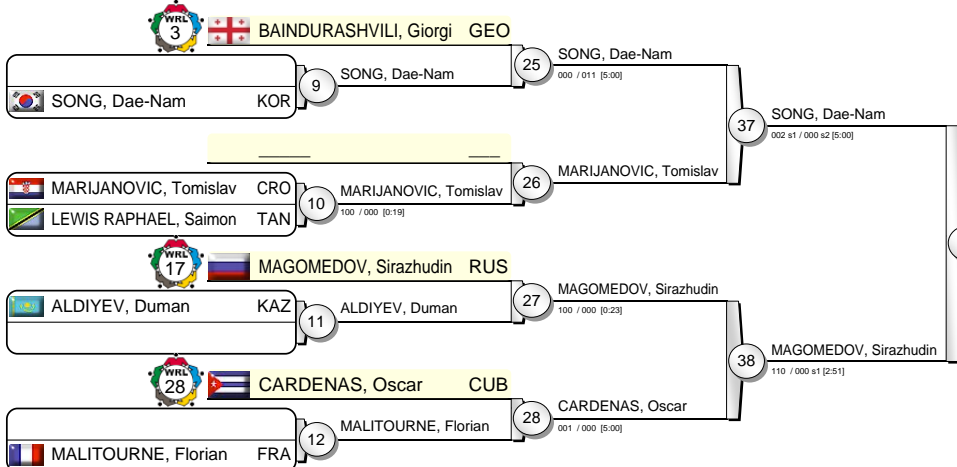 WRL
3
BAINDURASHVILI, Giorgi GEO
SONG, Dae-Nam KOR
9
SONG, Dae-Nam
25
SONG, Dae-Nam
000 / 011 [5:00]
37
SONG, Dae-Nam
002 s1 / 000 s2 [5:00]
_____ ___
MARIJANOVIC, Tomislav CRO
LEWIS RAPHAEL, Saimon TAN
10
MARIJANOVIC, Tomislav
100 / 000 [0:19]
26
MARIJANOVIC, Tomislav
WRL
17
MAGOMEDOV, Sirazhudin RUS
ALDIYEV, Duman KAZ
11
ALDIYEV, Duman
27
MAGOMEDOV, Sirazhudin
100 / 000 [0:23]
38
MAGOMEDOV, Sirazhudin
110 / 000 s1 [2:51]
WRL
28
CARDENAS, Oscar CUB
MALITOURNE, Florian FRA
12
MALITOURNE, Florian
28
CARDENAS, Oscar
001 / 000 [5:00]